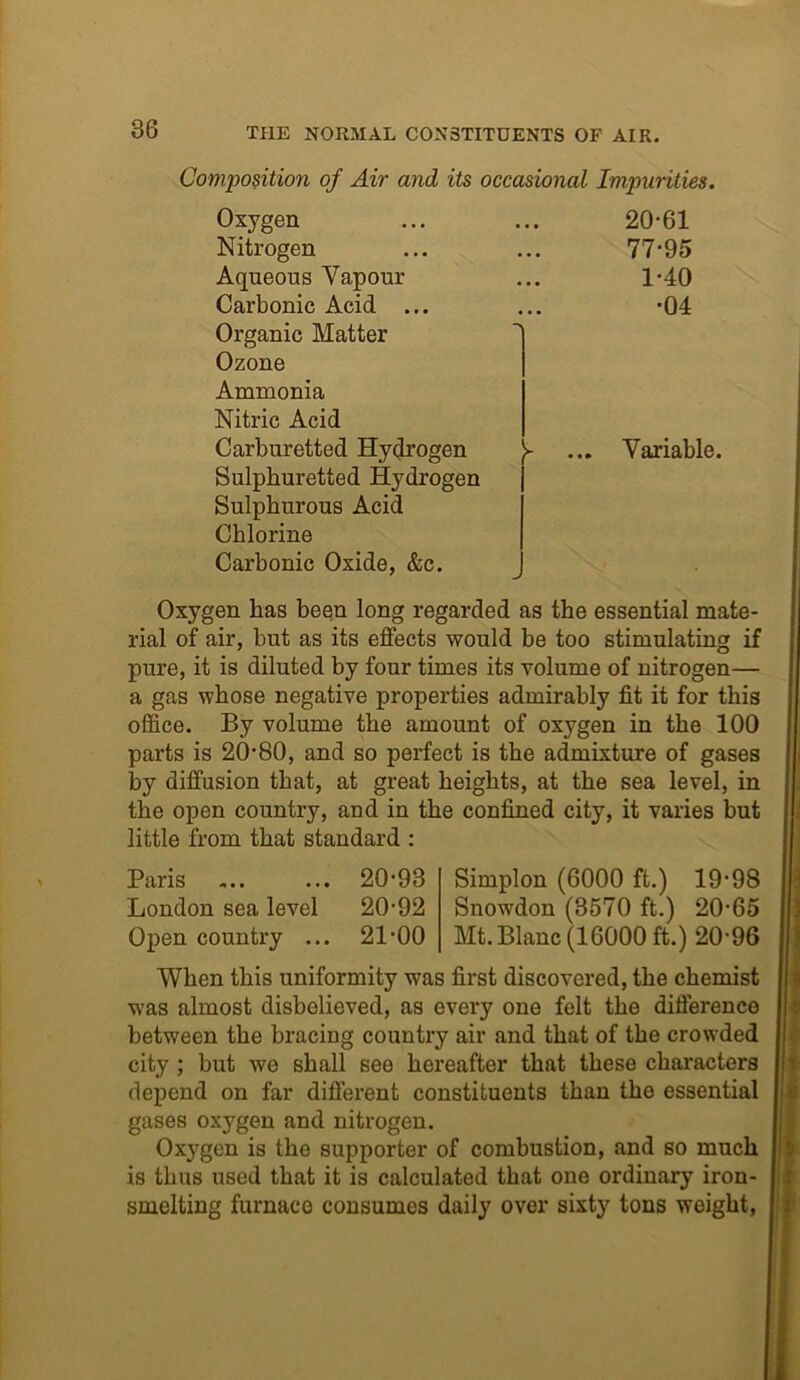 36
THE NORMAL CONSTITUENTS OF AIR.
Composition of Air and its occasional Impurities.
Oxygen ... ... 20·61
Nitrogen ... ... 77·95
Aqueous Vapour ... 1·40
Carbonic Acid ... ... ·04
Organic Matter
Ozone
Ammonia
Nitric Acid
Carburetted Hydrogen } ... Variable.
Sulphuretted Hydrogen
Sulphurous Acid
Chlorine
Carbonic Oxide, &c.
Oxygen has been long regarded as the essential mate-
rial of air, but as its effects would be too stimulating if
pure, it is diluted by four times its volume of nitrogen—
a gas whose negative properties admirably fit it for this
office. By volume the amount of oxygen in the 100
parts is 20·80, and so perfect is the admixture of gases
by diffusion that, at great heights, at the sea level, in
the open country, and in the confined city, it varies but
little from that standard :
Paris ... ... 20·93 | Simplon (6000 ft.) 19·98
London sea level 20·92 | Snowdon (3570 ft.) 20·65
Open country ... 21·00 | Mt. Blanc (16000 ft.) 20·96
When this uniformity was first discovered, the chemist
was almost disbelieved, as every one felt the difference
between the bracing country air and that of the crowded
city ; but we shall see hereafter that these characters
depend on far different constituents than the essential
gases oxygen and nitrogen.
Oxygen is the supporter of combustion, and so much
is thus used that it is calculated that one ordinary iron-
smelting furnace consumes daily over sixty tons weight,